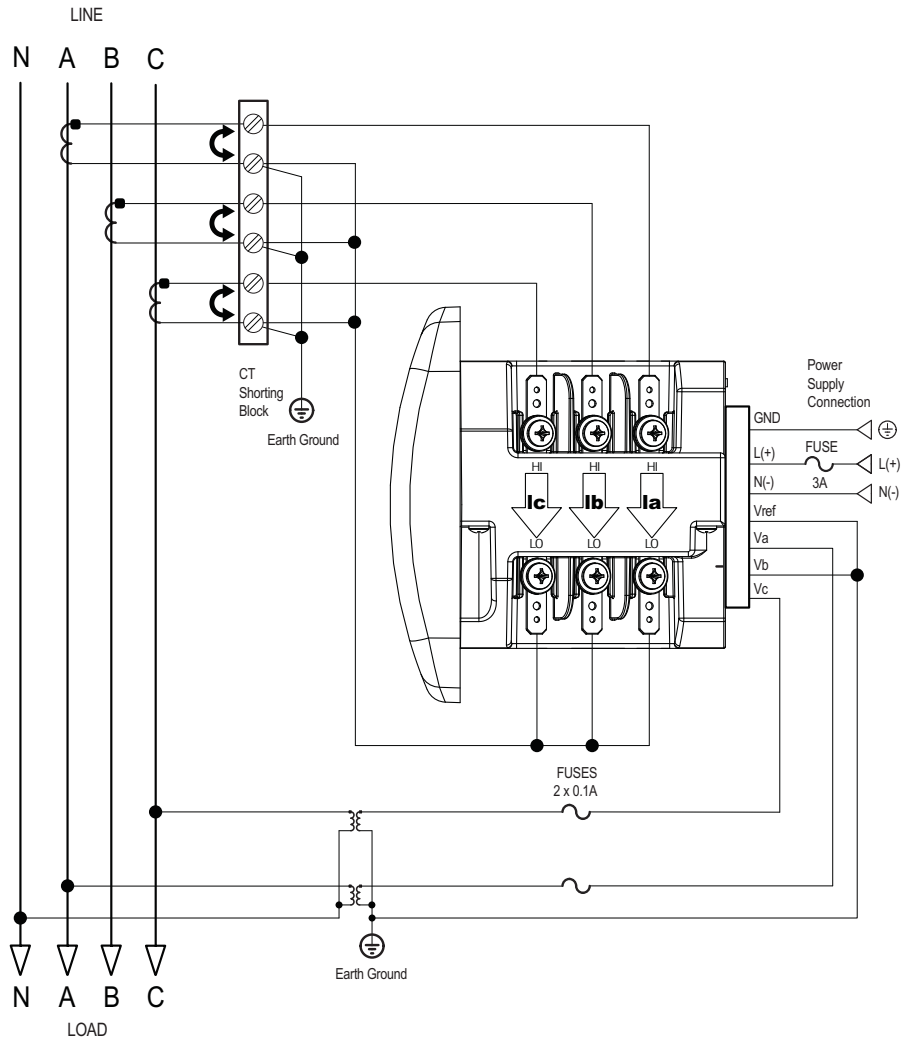 LINE
N A B C
CT
Shorting
Block
Earth Ground
Power
Supply
Connection
GND
L(+)
FUSE
L(+)
N(-)
3A
N(-)
Vref
Va
Vb
Vc
HI HI HI
Ic Ib Ia
LO LO LO
FUSES
2 x 0.1A
Earth Ground
N A B C
LOAD